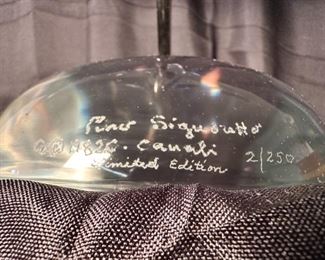 Pino Signoretto
Canali
Limited Edition 2/250